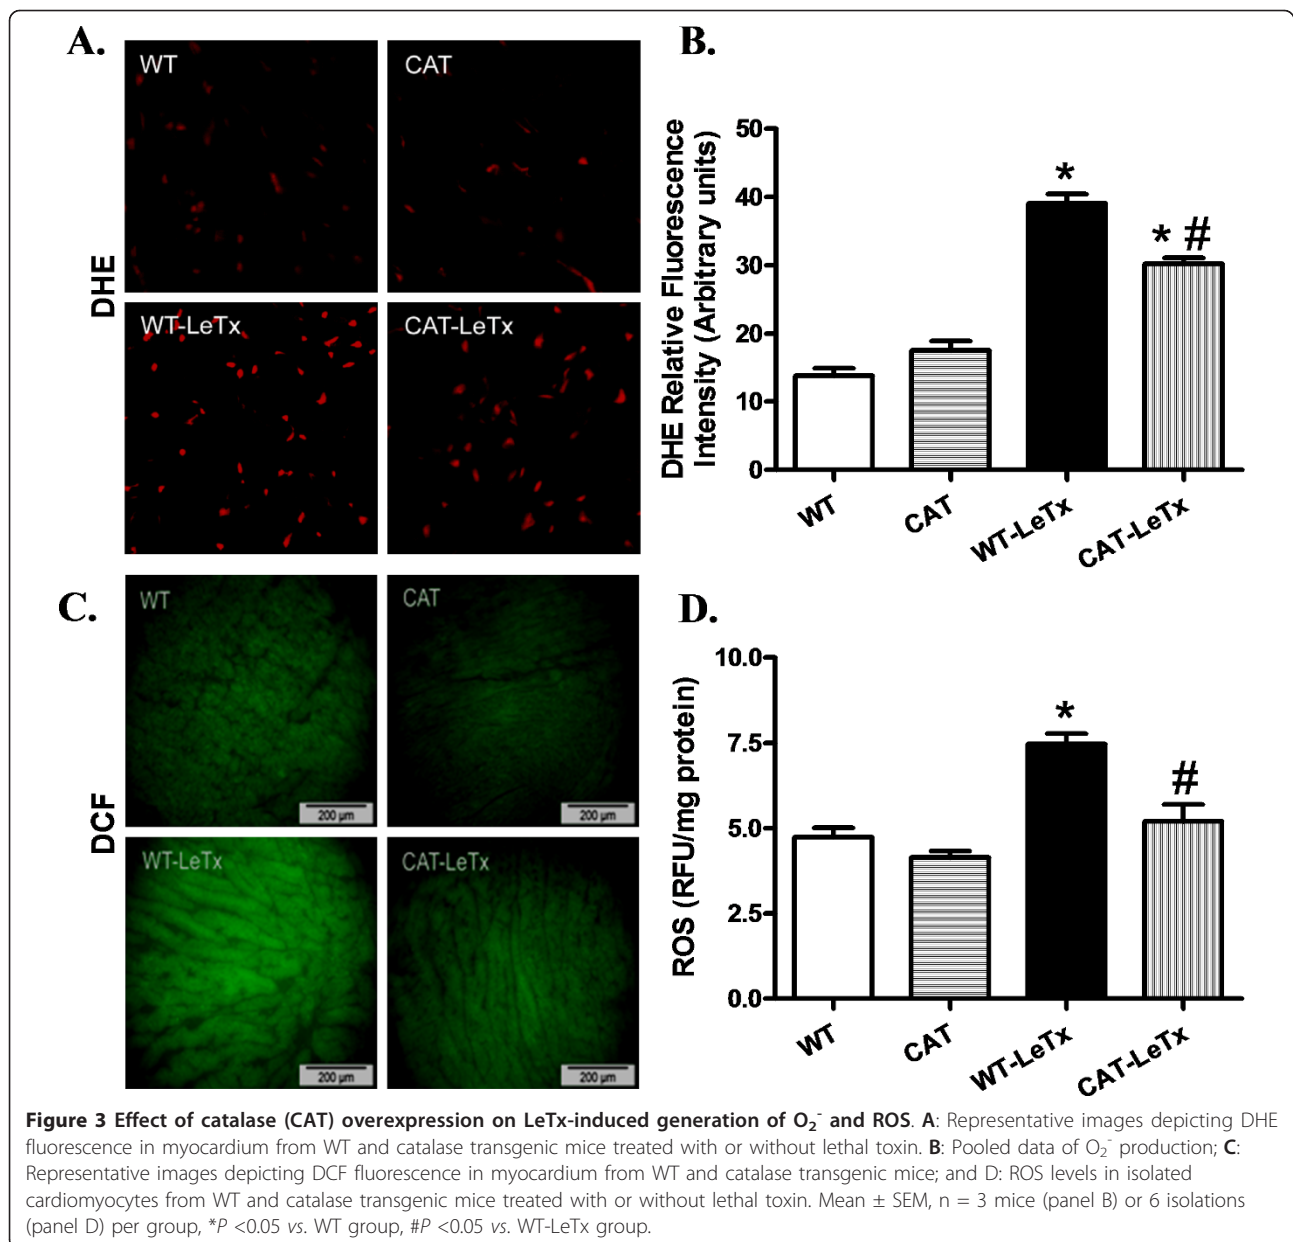 A.
WT
CAT
DHE
WT-LeTx
CAT-LeTx
B.
DHE Relative Fluorescence
Intensity (Arbitrary units)
50
40
30
20
10
0
*
* #
WT
CAT
WT-LeTx
CAT-LeTx
C.
WT
CAT
200 µm
200 µm
DCF
WT-LeTx
CAT-LeTx
200 µm
200 µm
D.
ROS (RFU/mg protein)
10.0
7.5
5.0
2.5
0.0
*
#
WT
CAT
WT-LeTx
CAT-LeTx
Figure 3 Effect of catalase (CAT) overexpression on LeTx-induced generation of O₂⁻ and ROS. A: Representative images depicting DHE
fluorescence in myocardium from WT and catalase transgenic mice treated with or without lethal toxin. B: Pooled data of O₂⁻ production; C:
Representative images depicting DCF fluorescence in myocardium from WT and catalase transgenic mice; and D: ROS levels in isolated
cardiomyocytes from WT and catalase transgenic mice treated with or without lethal toxin. Mean ± SEM, n = 3 mice (panel B) or 6 isolations
(panel D) per group, *P <0.05 vs. WT group, #P <0.05 vs. WT-LeTx group.